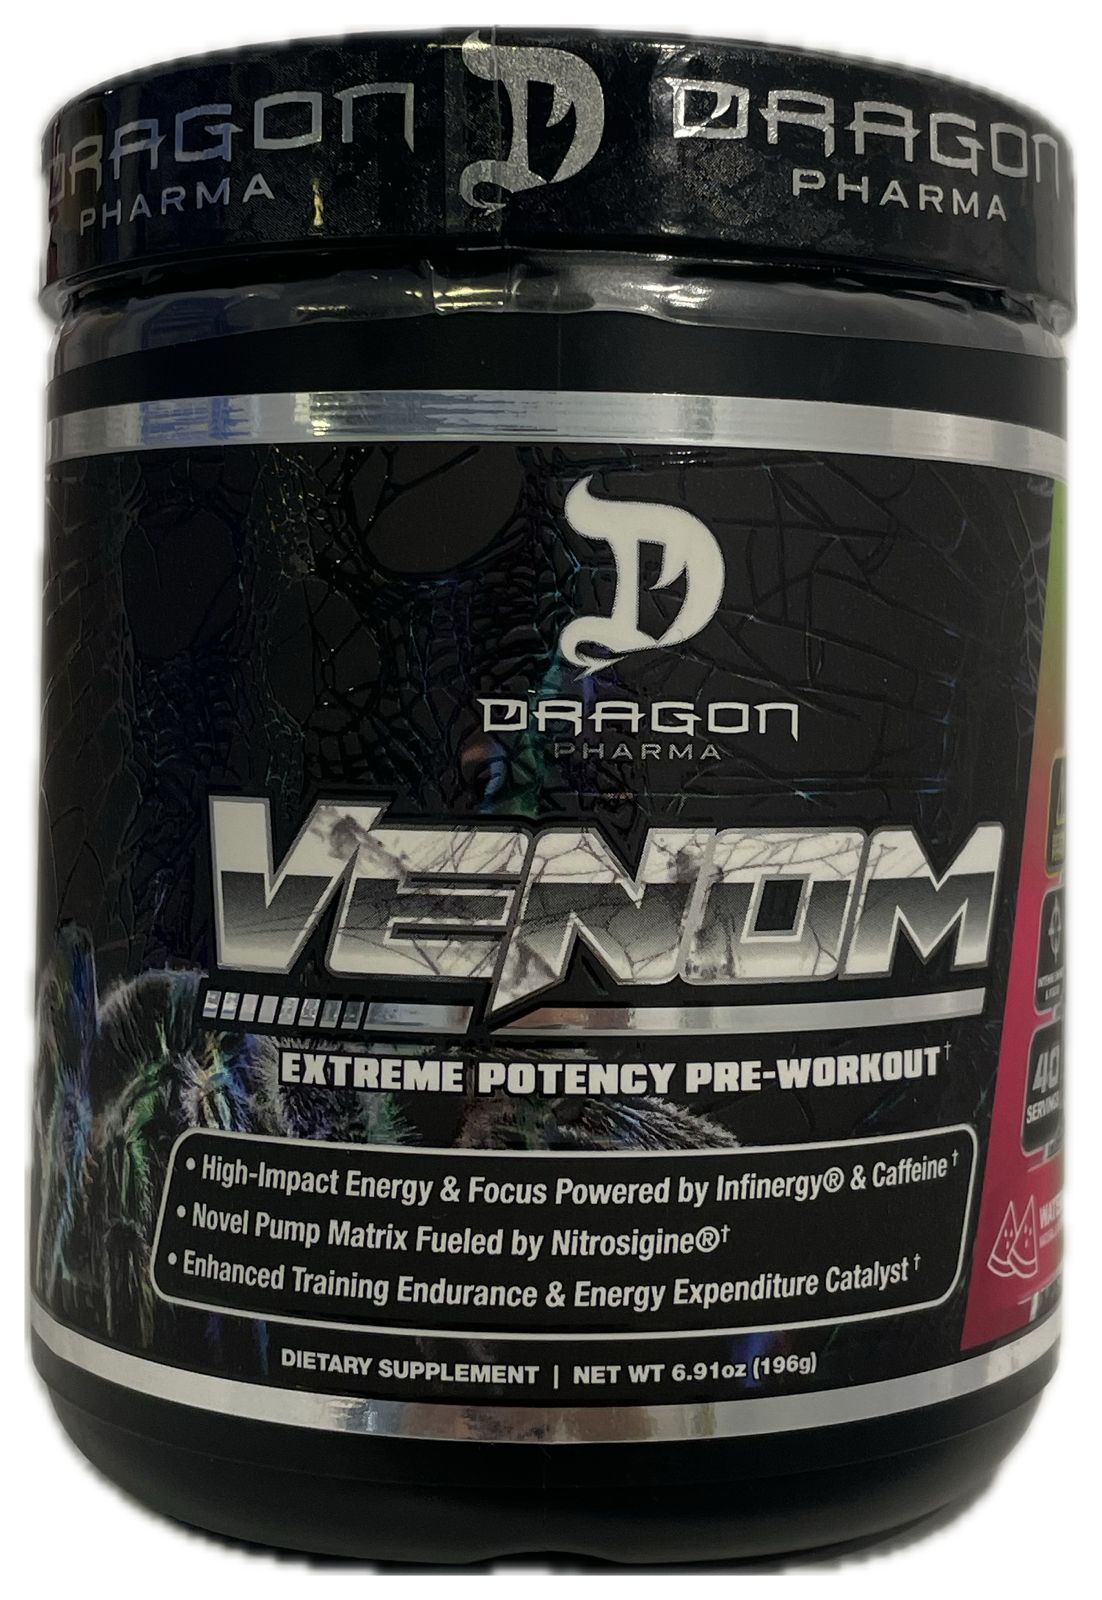 DRAGON
PHARMA
DRAGON
PHARMA
DRAGON
PHARMA
VENOM
EXTREME POTENCY PRE-WORKOUT†
• High-Impact Energy & Focus Powered by Infinergy® & Caffeine†
• Novel Pump Matrix Fueled by Nitrosigine®†
• Enhanced Training Endurance & Energy Expenditure Catalyst†
DIETARY SUPPLEMENT | NET WT 6.91oz (196g)
40